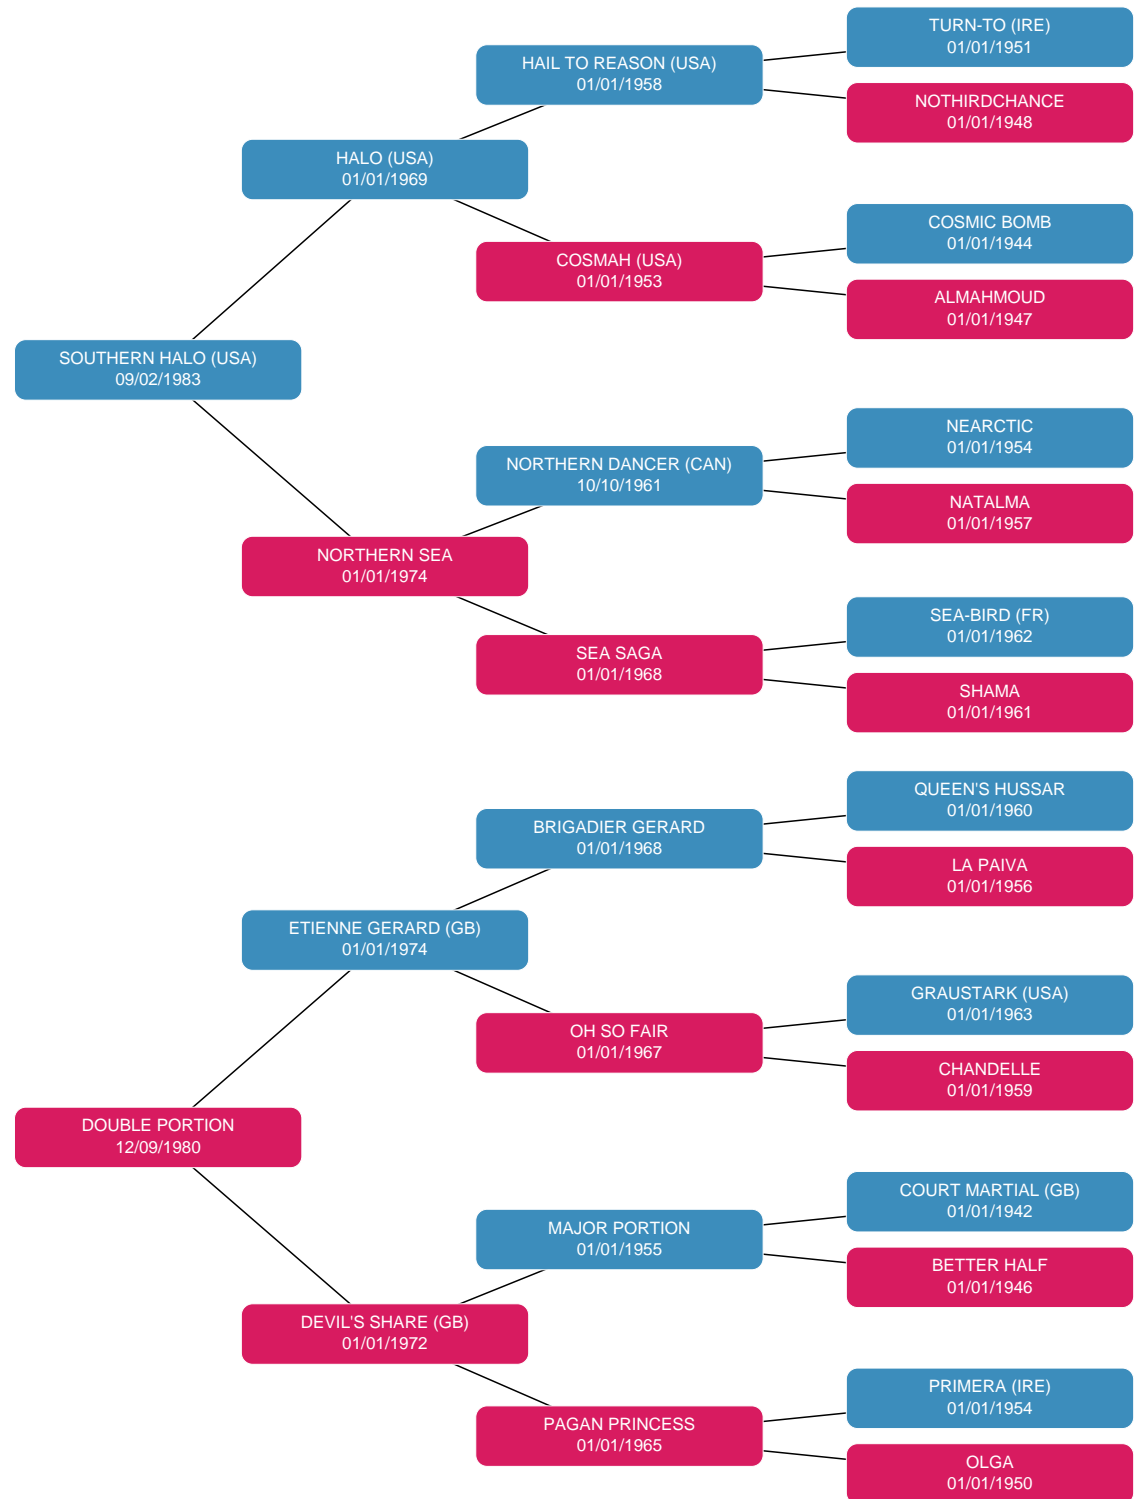 TURN-TO (IRE)
01/01/1951
HAIL TO REASON (USA)
01/01/1958
NOTHIRDCHANCE
01/01/1948
HALO (USA)
01/01/1969
COSMIC BOMB
01/01/1944
COSMAH (USA)
01/01/1953
ALMAHMOUD
01/01/1947
SOUTHERN HALO (USA)
09/02/1983
NEARCTIC
01/01/1954
NORTHERN DANCER (CAN)
10/10/1961
NATALMA
01/01/1957
NORTHERN SEA
01/01/1974
SEA-BIRD (FR)
01/01/1962
SEA SAGA
01/01/1968
SHAMA
01/01/1961
QUEEN'S HUSSAR
01/01/1960
BRIGADIER GERARD
01/01/1968
LA PAIVA
01/01/1956
ETIENNE GERARD (GB)
01/01/1974
GRAUSTARK (USA)
01/01/1963
OH SO FAIR
01/01/1967
CHANDELLE
01/01/1959
DOUBLE PORTION
12/09/1980
COURT MARTIAL (GB)
01/01/1942
MAJOR PORTION
01/01/1955
BETTER HALF
01/01/1946
DEVIL'S SHARE (GB)
01/01/1972
PRIMERA (IRE)
01/01/1954
PAGAN PRINCESS
01/01/1965
OLGA
01/01/1950